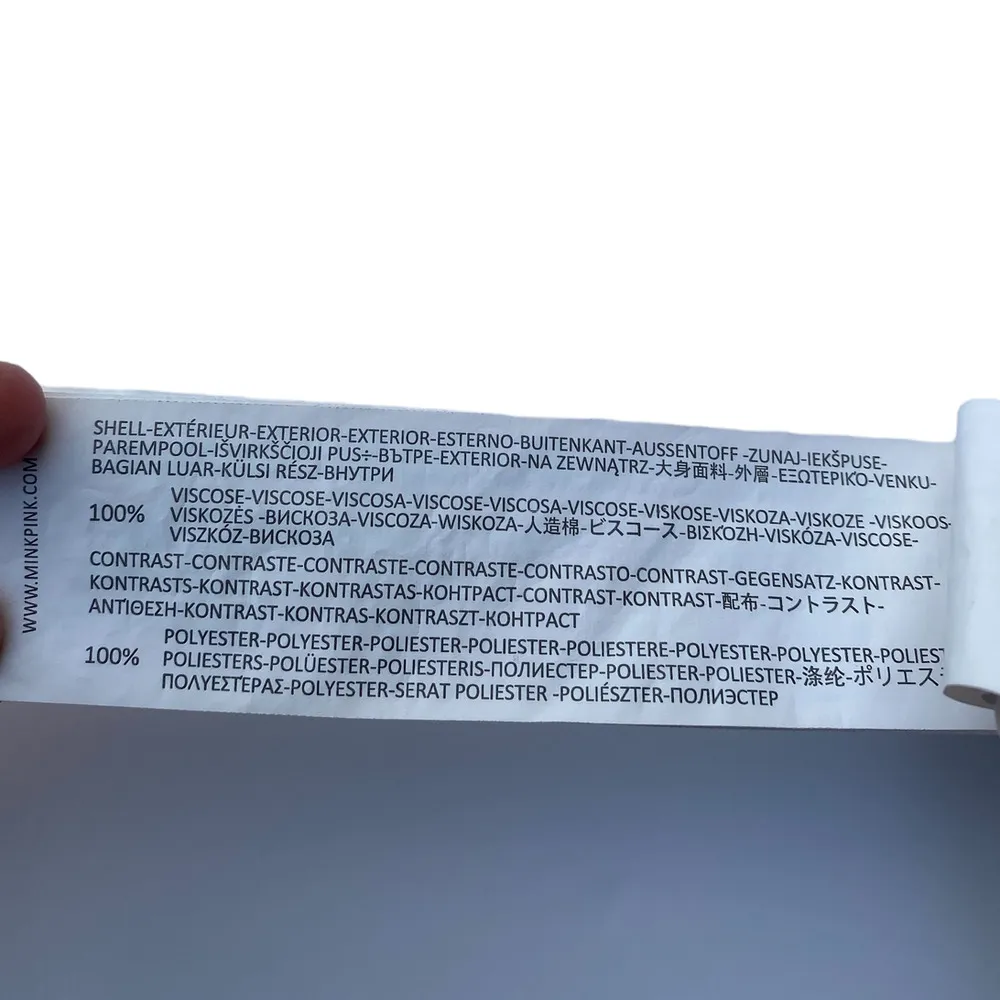 WWW.MINKPINK.COM
SHELL-EXTÉRIEUR-EXTERIOR-EXTERIOR-ESTERNO-BUITENKANT-AUSSENTOFF -ZUNAJ-IEKŠPUSE-
PAREMPOOL-IŠVIRKŠČIOJI PUS÷-ВЪТРЕ-EXTERIOR-NA ZEWNĄTRZ-大身面料-外層-ΕΞΩΤΕΡΙΚΌ-VENKU-
BAGIAN LUAR-KÜLSI RÉSZ-ВНУТРИ
VISCOSE-VISCOSE-VISCOSA-VISCOSE-VISCOSA-VISCOSE-VISKOSE-VISKOZA-VISKOZE -VISKOOS-
100% VISKOZĖS -ВИСКОЗА-VISCOZA-WISKOZA-人造棉-ビスコース-ΒΙΣΚΌΖΗ-VISKÓZA-VISCOSE-
VISZKÓZ-ВИСКОЗА
CONTRAST-CONTRASTE-CONTRASTE-CONTRASTE-CONTRASTO-CONTRAST-GEGENSATZ-KONTRAST-
KONTRASTS-KONTRAST-KONTRASTAS-КОНТРАСТ-CONTRAST-KONTRAST-配布-コントラスト-
ΑΝΤΊΘΕΣΗ-KONTRAST-KONTRAS-KONTRASZT-КОНТРАСТ
POLYESTER-POLYESTER-POLIESTER-POLIESTER-POLIESTERE-POLYESTER-POLYESTER-POLIEST
100% POLIESTERS-POLÜESTER-POLIESTERIS-ПОЛИЕСТЕР-POLIESTER-POLIESTER-涤纶-ポリエス
ΠΟΛΥΕΣΤΈΡΑΣ-POLYESTER-SERAT POLIESTER -POLIÉSZTER-ПОЛИЭСТЕР